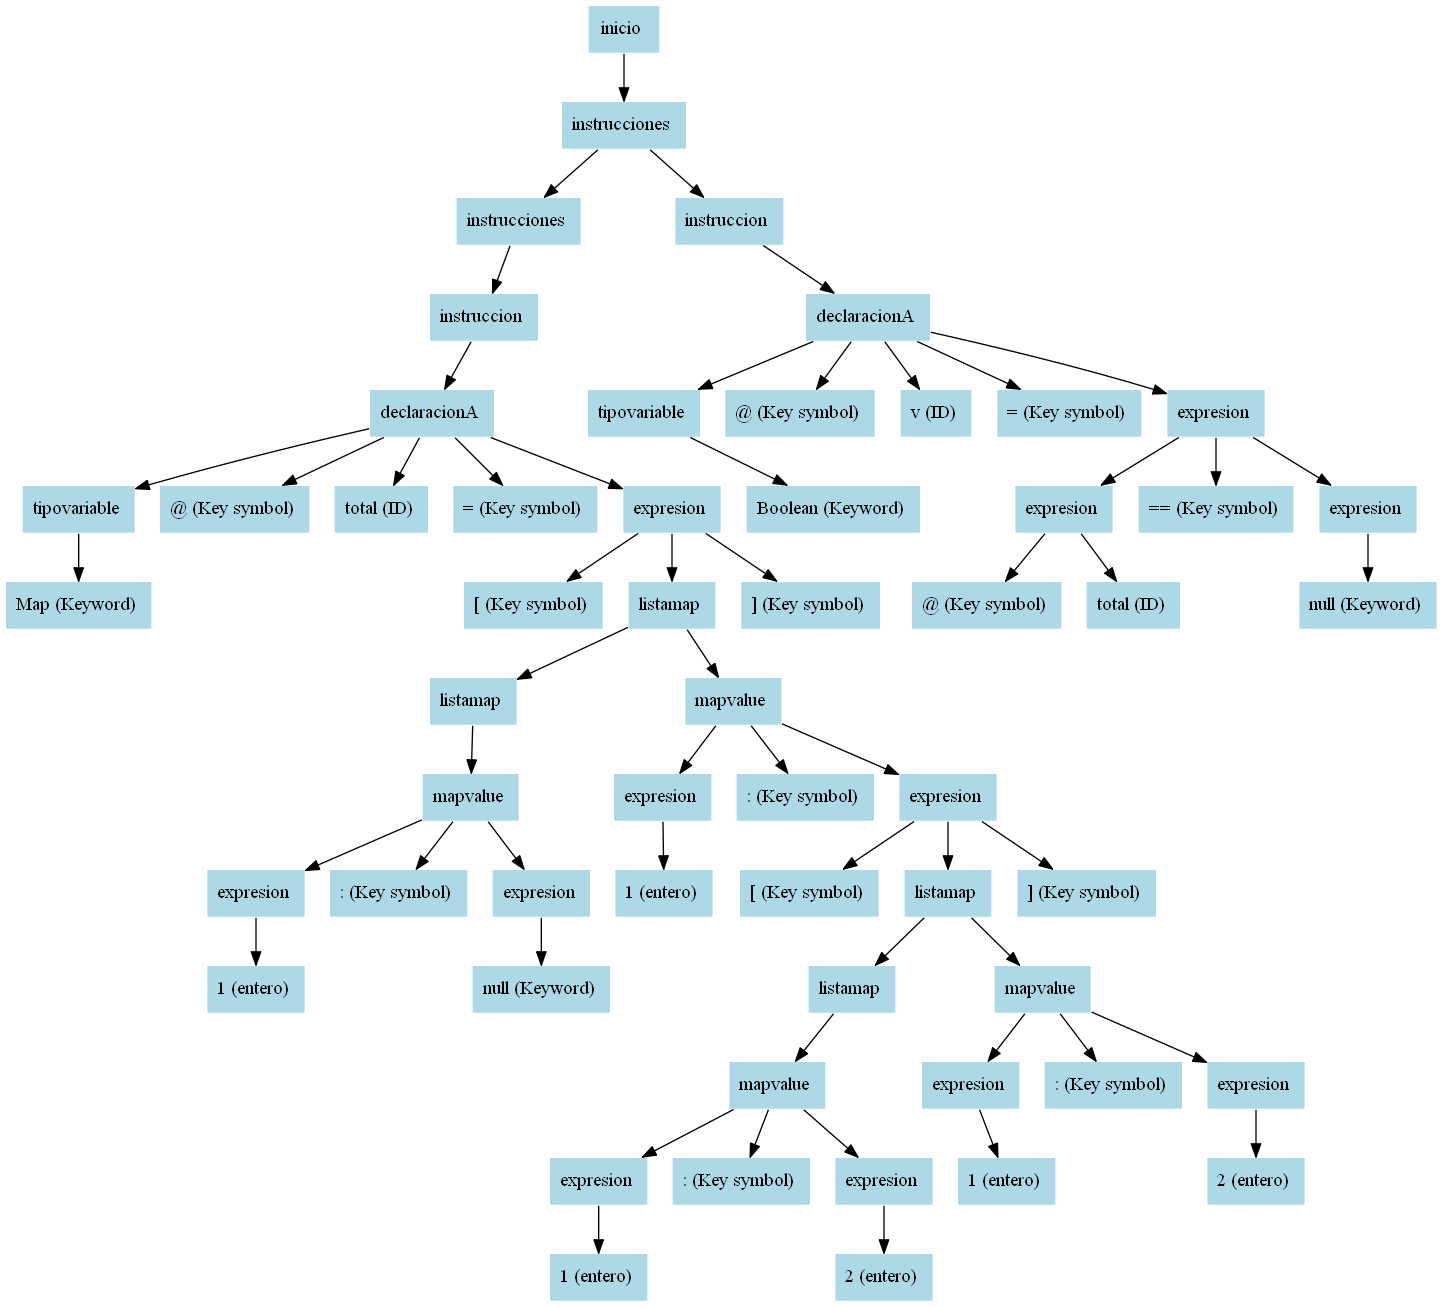 inicio
instrucciones
instrucciones
instruccion
instruccion
declaracionA
declaracionA
tipovariable
@ (Key symbol)
v (ID)
= (Key symbol)
expresion
tipovariable
@ (Key symbol)
total (ID)
= (Key symbol)
expresion
Boolean (Keyword)
expresion
== (Key symbol)
expresion
Map (Keyword)
[ (Key symbol)
listamap
] (Key symbol)
@ (Key symbol)
total (ID)
null (Keyword)
listamap
mapvalue
mapvalue
expresion
: (Key symbol)
expresion
expresion
: (Key symbol)
expresion
1 (entero)
[ (Key symbol)
listamap
] (Key symbol)
1 (entero)
null (Keyword)
listamap
mapvalue
mapvalue
expresion
: (Key symbol)
expresion
expresion
: (Key symbol)
expresion
1 (entero)
2 (entero)
1 (entero)
2 (entero)